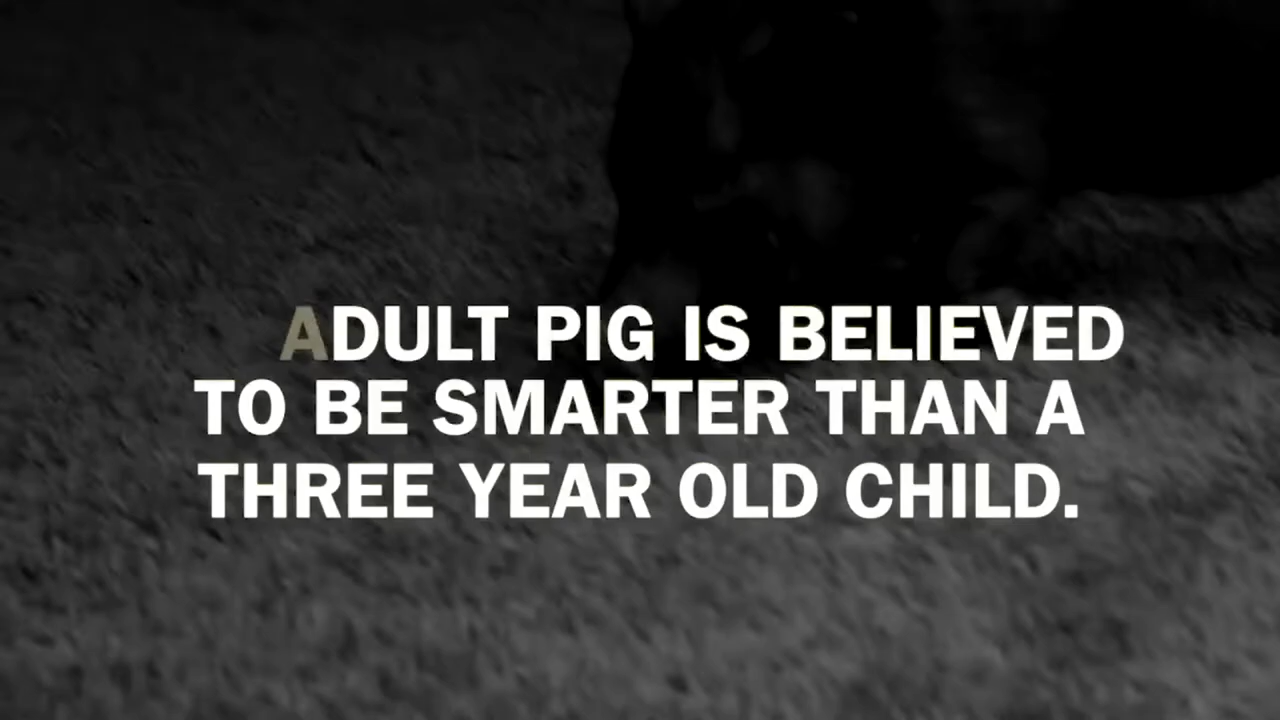 ADULT PIG IS BELIEVED
TO BE SMARTER THAN A
THREE YEAR OLD CHILD.